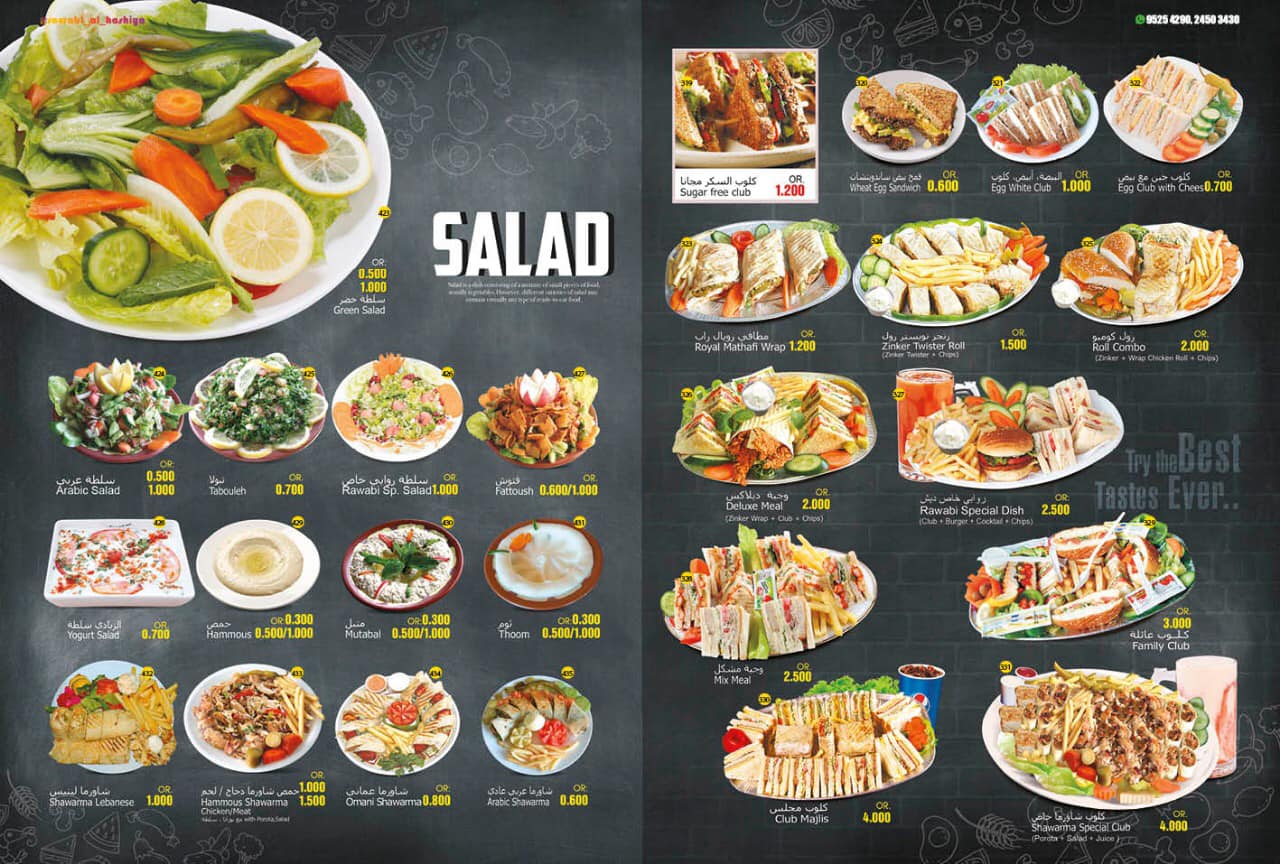 alrawabi_al_hashiya
9525 4290, 2450 3430
423
OR.
0.500
1.000
سلطة خضر
Green Salad
SALAD
Salad is a dish consisting of a mixture of small pieces of food,
usually vegetables. However, different varieties of salad may
contain virtually any type of ready-to-eat food.
424
OR.
سلطة عربي 0.500
Arabic Salad 1.000
425
تبولا OR.
Tabouleh 0.700
426
سلطة روابي خاص OR.
Rawabi Sp. Salad 1.000
427
فتوش OR.
Fattoush 0.600/1.000
428
الزبادى سلطة OR.
Yogurt Salad 0.700
429
حمص OR. 0.300
Hammous 0.500/1.000
430
متبل OR. 0.300
Mutabal 0.500/1.000
431
ثوم OR. 0.300
Thoom 0.500/1.000
432
شاورما لبنيس OR.
Shawarma Lebanese 1.000
433
OR.
حمص شاورما دجاج / لحم 1.000
Hammous Shawarma 1.500
Chicken/Meat
مع بورتا ، سلطة with Porota,Salad
434
شاورما عماني OR.
Omani Shawarma 0.800
435
شاورما عربي عادي OR.
Arabic Shawarma 0.600
319
كلوب السكر مجانا OR.
Sugar free club 1.200
320
قمح بيض ساندويتشات OR.
Wheat Egg Sandwich 0.600
321
البيضة، أبيض، كلوب OR.
Egg White Club 1.000
322
كلوب جبن مع بيض OR.
Egg Club with Chees 0.700
323
مطافي رويال راب OR.
Royal Mathafi Wrap 1.200
324
زنجر تويستر رول OR.
Zinker Twister Roll 1.500
(Zinker Twister + Chips)
325
رول كومبو OR.
Roll Combo 2.000
(Zinker + Wrap Chicken Roll + Chips)
326
وجبة ديلاكس OR.
Deluxe Meal 2.000
(Zinker Wrap + Club + Chips)
327
روابي خاص ديش OR.
Rawabi Special Dish 2.500
(Club + Burger + Cocktail + Chips)
Try the Best
Tastes Ever..
328
وجبة مشكل OR.
Mix Meal 2.500
329
OR.
3.000
كلوب عائلة
Family Club
330
كلوب مجلس OR.
Club Majlis 4.000
331
كلوب شاورما خاص OR.
Shawarma Special Club 4.000
(Porota + Salad + Juice )